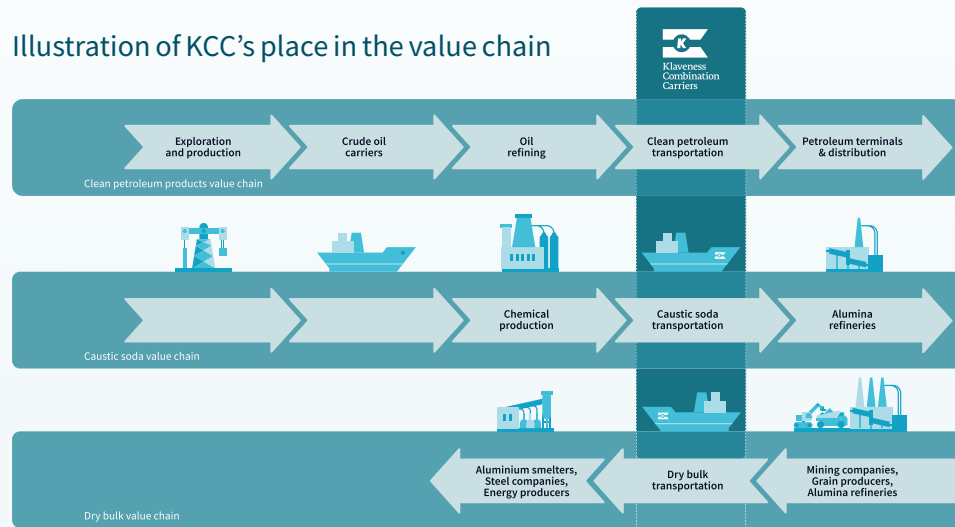 Illustration of KCC's place in the value chain
K
Klaveness
Combination
Carriers
Exploration
and production
Crude oil
carriers
Oil
refining
Clean petroleum
transportation
Petroleum terminals
& distribution
Clean petroleum products value chain
Chemical
production
Caustic soda
transportation
Alumina
refineries
Caustic soda value chain
Aluminium smelters,
Steel companies,
Energy producers
Dry bulk
transportation
Mining companies,
Grain producers,
Alumina refineries
Dry bulk value chain